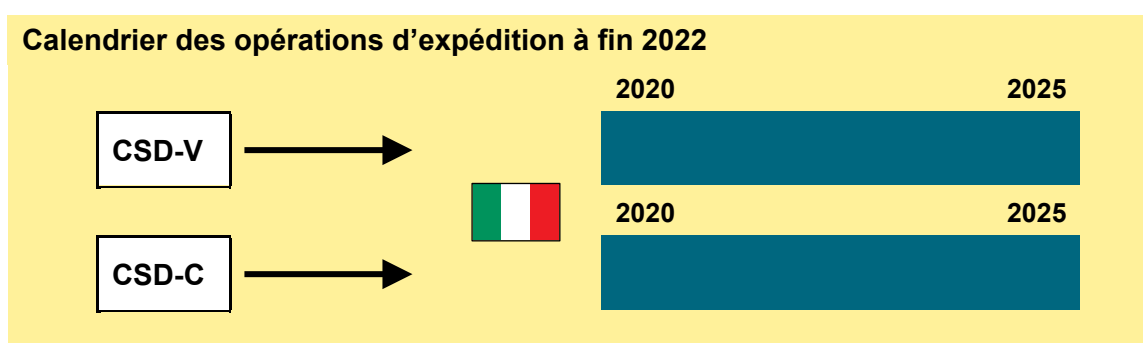 Calendrier des opérations d’expédition à fin 2022
2020 2025
CSD-V
2020 2025
CSD-C